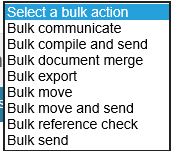 Select a bulk action
Bulk communicate
Bulk compile and send
Bulk document merge
Bulk export
Bulk move
Bulk move and send
Bulk reference check
Bulk send